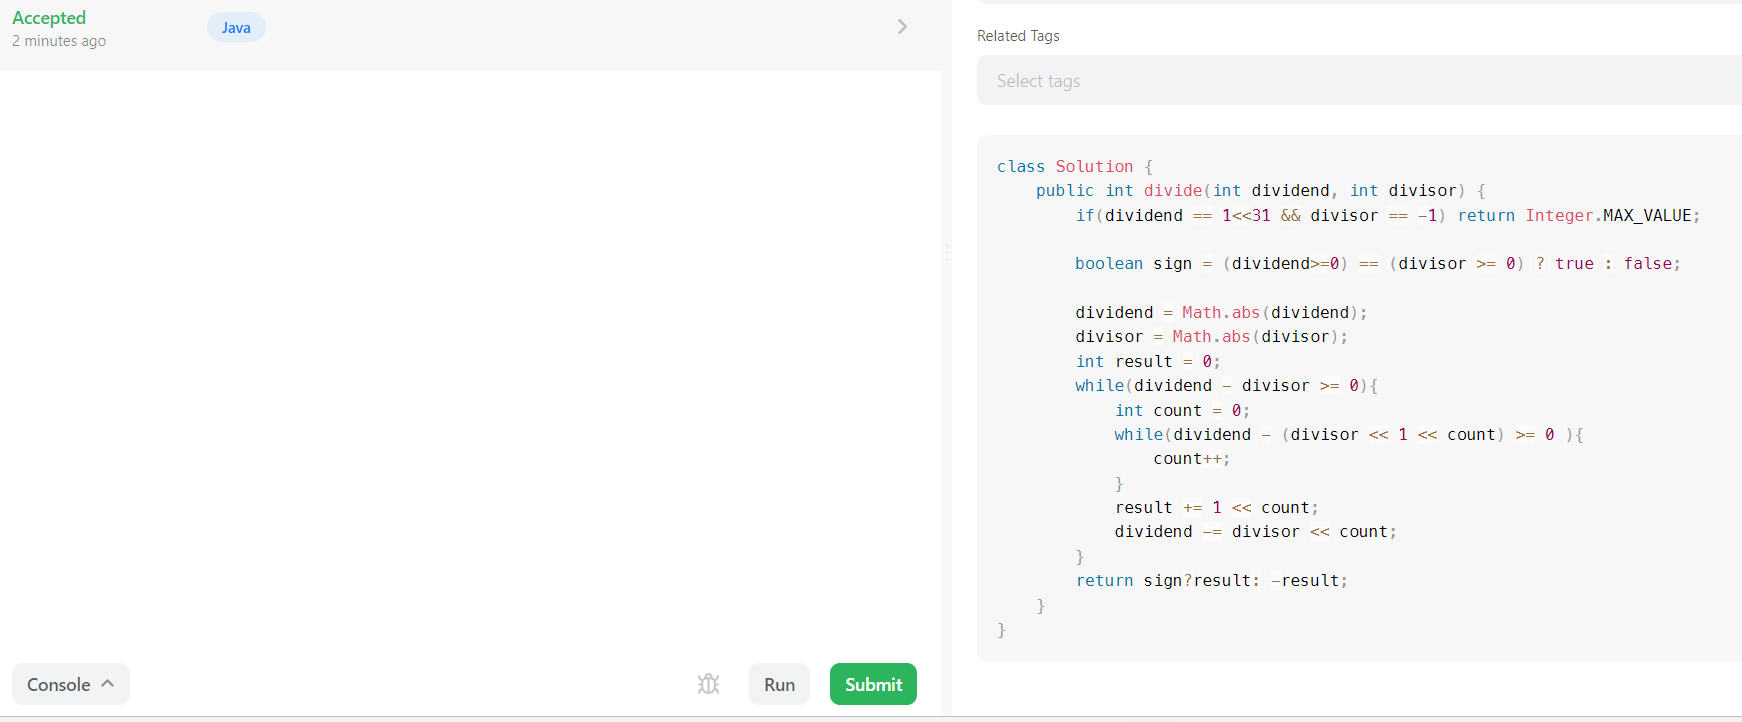 Accepted
2 minutes ago
Java
Console
Run
Submit
Related Tags
Select tags
class Solution {
    public int divide(int dividend, int divisor) {
        if(dividend == 1<<31 && divisor == -1) return Integer.MAX_VALUE;
        boolean sign = (dividend>=0) == (divisor >= 0) ? true : false;
        dividend = Math.abs(dividend);
        divisor = Math.abs(divisor);
        int result = 0;
        while(dividend - divisor >= 0){
            int count = 0;
            while(dividend - (divisor << 1 << count) >= 0 ){
                count++;
            }
            result += 1 << count;
            dividend -= divisor << count;
        }
        return sign?result: -result;
    }
}